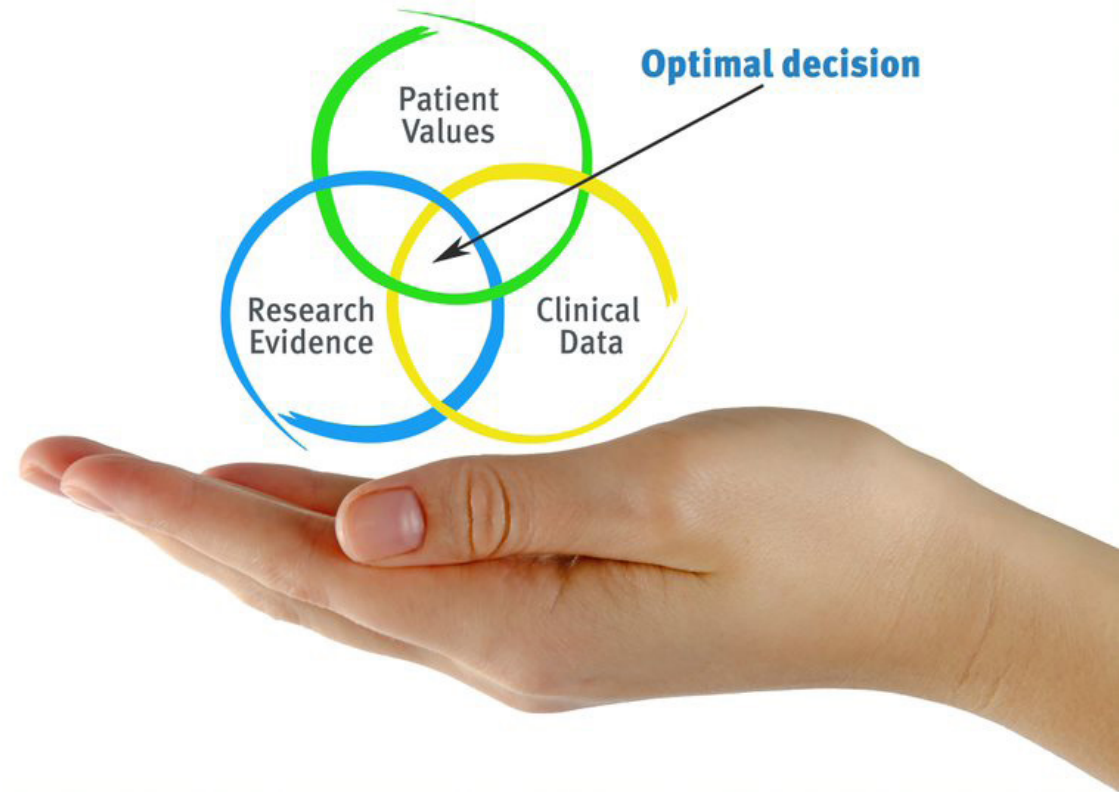 Optimal decision
Patient
Values
Research
Evidence
Clinical
Data